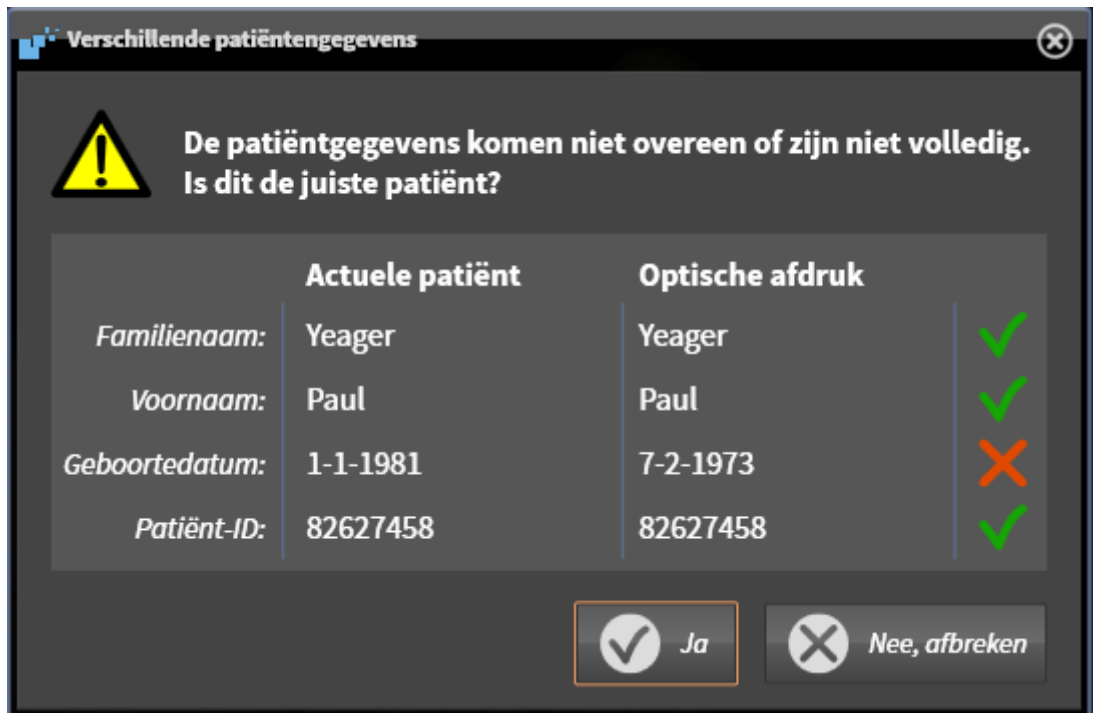 Verschillende patiëntengegevens
De patiëntgegevens komen niet overeen of zijn niet volledig.
Is dit de juiste patiënt?
Actuele patiënt Optische afdruk
Familienaam: Yeager Yeager
Voornaam: Paul Paul
Geboortedatum: 1-1-1981 7-2-1973
Patiënt-ID: 82627458 82627458
Ja Nee, afbreken